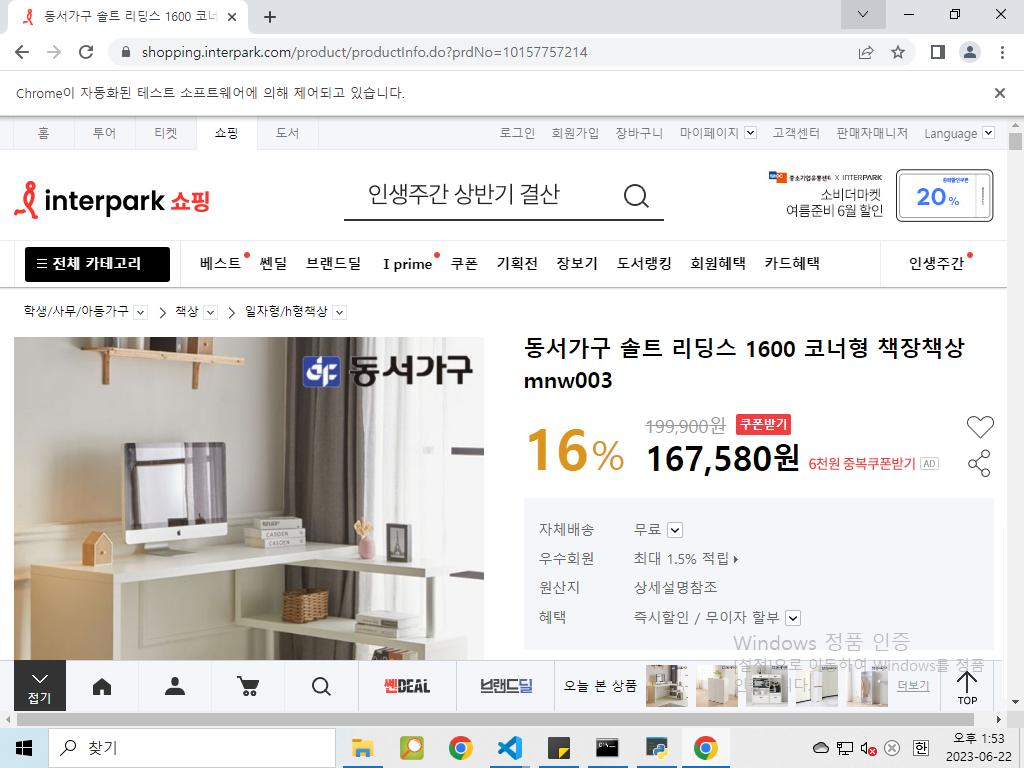 동서가구 솔트 리딩스 1600 코너
shopping.interpark.com/product/productInfo.do?prdNo=10157757214
Chrome이 자동화된 테스트 소프트웨어에 의해 제어되고 있습니다.
홈 투어 티켓 쇼핑 도서 로그인 회원가입 장바구니 마이페이지 고객센터 판매자매니저 Language
interpark 쇼핑
인생주간 상반기 결산
중소기업유통센터 X INTERPARK
소비더마켓
여름준비 6월 할인
20%
전체 카테고리 베스트 쎈딜 브랜드딜 I prime 쿠폰 기획전 장보기 도서랭킹 회원혜택 카드혜택 인생주간
학생/사무/아동가구 책상 일자형/h형책상
동서가구
동서가구 솔트 리딩스 1600 코너형 책장책상
mnw003
16%
199,900원 쿠폰받기
167,580원 6천원 중복쿠폰받기 AD
CASA
CASA DECOR
자체배송 무료
우수회원 최대 1.5% 적립
원산지 상세설명참조
혜택 즉시할인 / 무이자 할부
Windows 정품 인증
[설정]으로 이동하여 Windows를 정품
접기 쎈DEAL 브랜드딜 오늘 본 상품 더보기 TOP
찾기
한
오후 1:53
2023-06-22